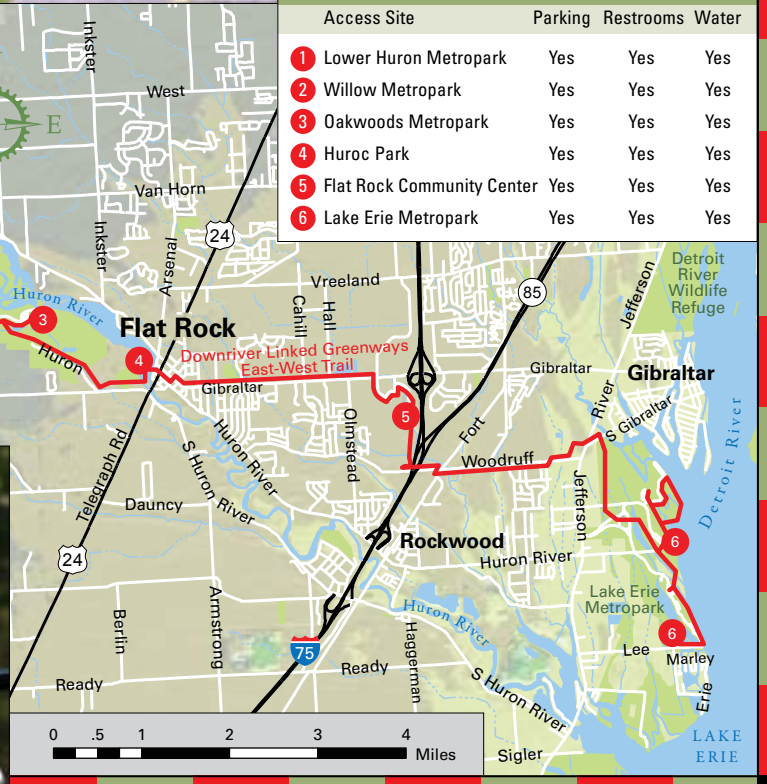 Access Site Parking Restrooms Water
1 Lower Huron Metropark Yes Yes Yes
2 Willow Metropark Yes Yes Yes
3 Oakwoods Metropark Yes Yes Yes
4 Huroc Park Yes Yes Yes
5 Flat Rock Community Center Yes Yes Yes
6 Lake Erie Metropark Yes Yes Yes
Inkster
West
E
Van Horn
Inkster
Arsenal
24
Vreeland
Cahill
Hall
85
Jefferson
Detroit
River
Wildlife
Refuge
Huron River
3
Flat Rock
Huron
4
Downriver Linked Greenways
East-West Trail
Gibraltar
Gibraltar
Gibraltar
River
S Gibraltar
Detroit River
5
Olmstead
Fort
Woodruff
Jefferson
Telegraph Rd
Huron River
S Huron River
Dauncy
Rockwood
Huron River
6
24
Lake Erie
Metropark
Berlin
Armstrong
Huron River
Haggerman
6
Lee
Marley
75
Ready
Ready
S Huron River
Erie
0 .5 1 2 3 4
Miles
Sigler
LAKE
ERIE